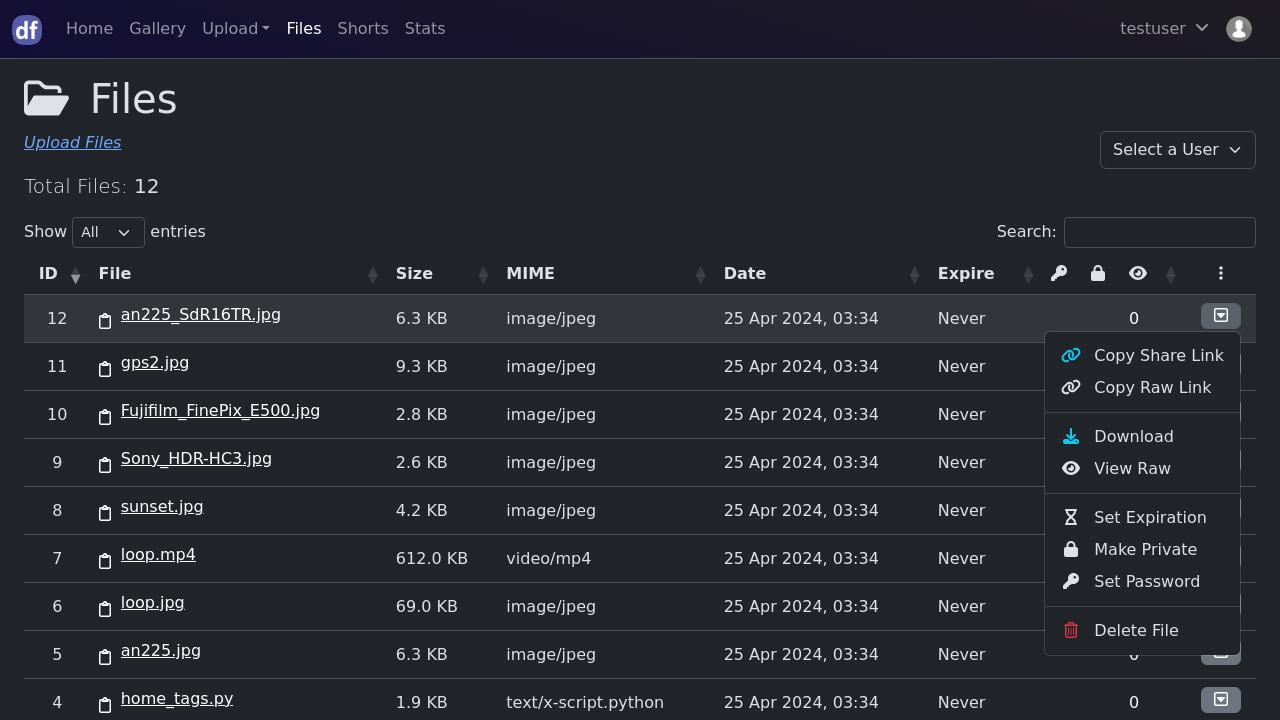 df Home Gallery Upload Files Shorts Stats testuser
Files
Upload Files
Select a User
Total Files: 12
Show All entries Search:
ID File Size MIME Date Expire
12 an225_SdR16TR.jpg 6.3 KB image/jpeg 25 Apr 2024, 03:34 Never 0
Copy Share Link
11 gps2.jpg 9.3 KB image/jpeg 25 Apr 2024, 03:34 Never
Copy Raw Link
10 Fujifilm_FinePix_E500.jpg 2.8 KB image/jpeg 25 Apr 2024, 03:34 Never
Download
9 Sony_HDR-HC3.jpg 2.6 KB image/jpeg 25 Apr 2024, 03:34 Never
View Raw
8 sunset.jpg 4.2 KB image/jpeg 25 Apr 2024, 03:34 Never
Set Expiration
7 loop.mp4 612.0 KB video/mp4 25 Apr 2024, 03:34 Never
Make Private
Set Password
6 loop.jpg 69.0 KB image/jpeg 25 Apr 2024, 03:34 Never
Delete File
5 an225.jpg 6.3 KB image/jpeg 25 Apr 2024, 03:34 Never 0
4 home_tags.py 1.9 KB text/x-script.python 25 Apr 2024, 03:34 Never 0